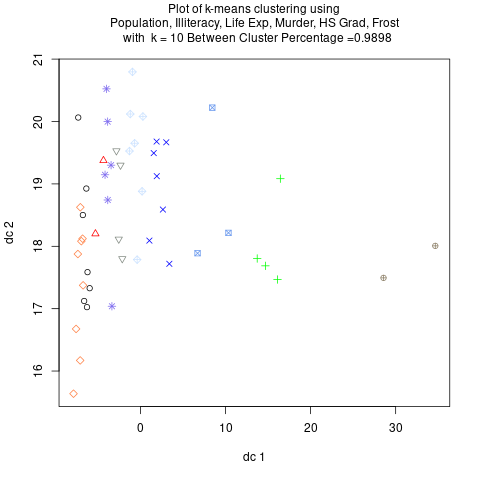 Plot of k-means clustering using
Population, Illiteracy, Life Exp, Murder, HS Grad, Frost
with k = 10 Between Cluster Percentage =0.9898
21
20
19
18
17
16
dc 2
0 10 20 30
dc 1